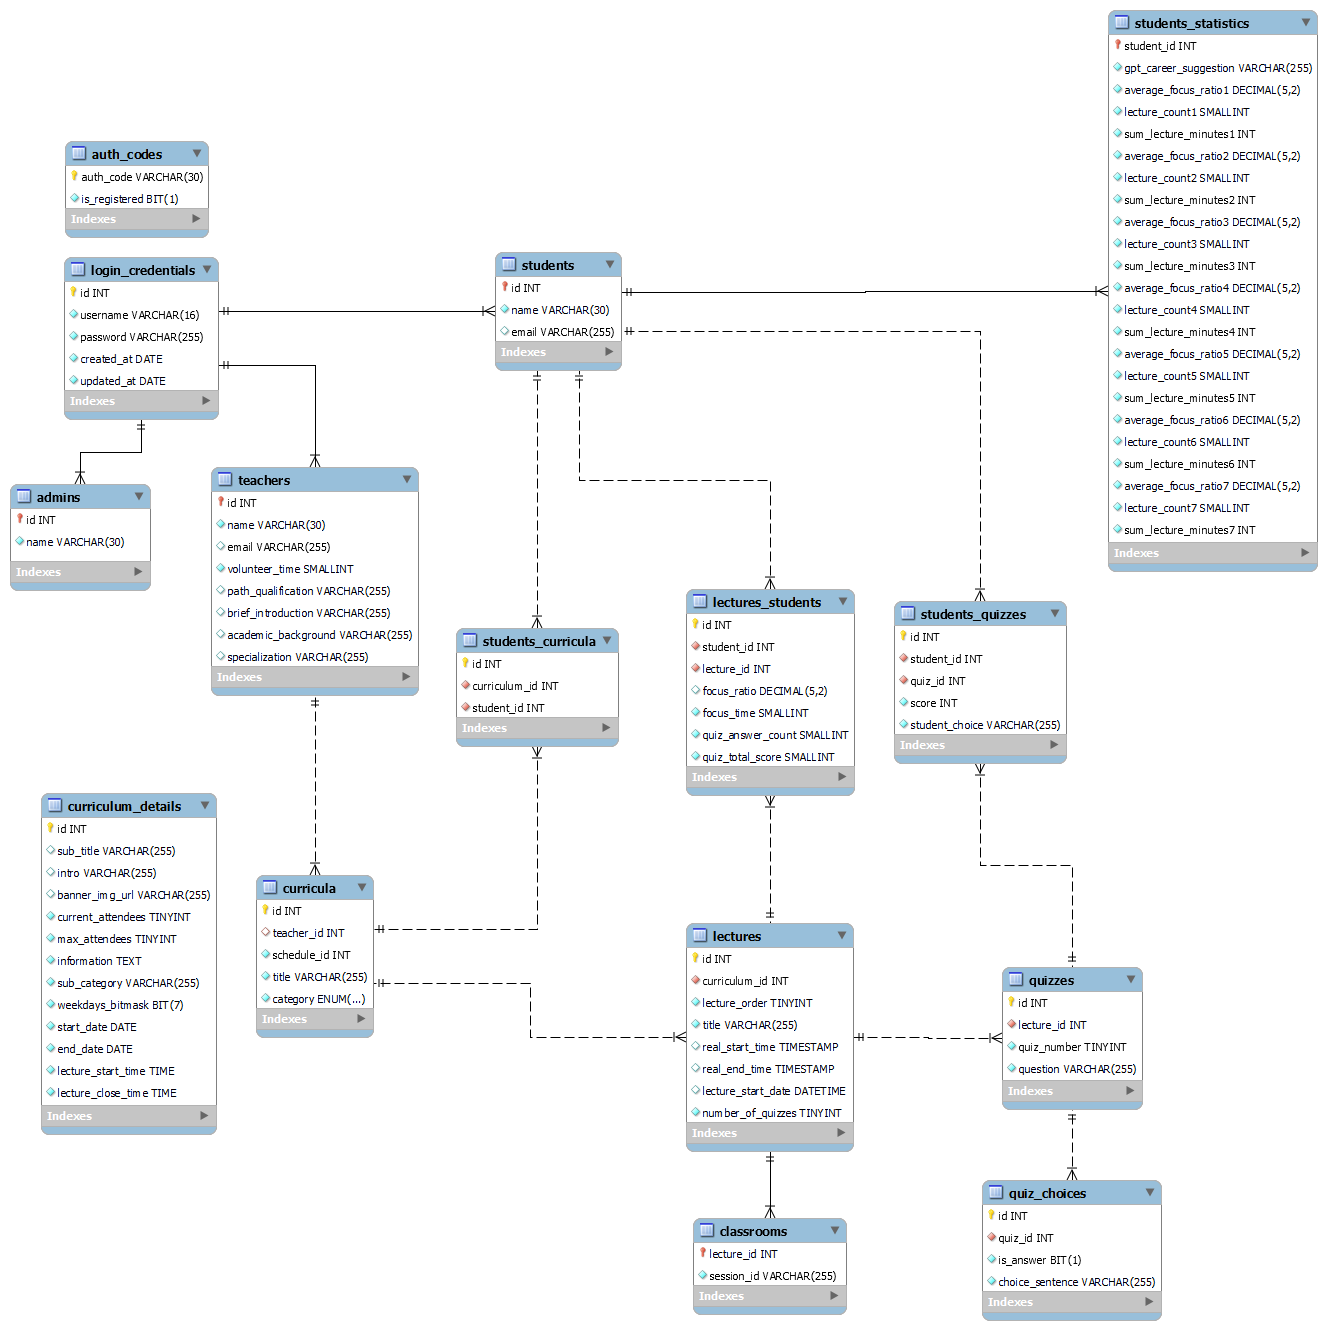 students_statistics
student_id INT
gpt_career_suggestion VARCHAR(255)
average_focus_ratio1 DECIMAL(5,2)
lecture_count1 SMALLINT
sum_lecture_minutes1 INT
average_focus_ratio2 DECIMAL(5,2)
lecture_count2 SMALLINT
sum_lecture_minutes2 INT
average_focus_ratio3 DECIMAL(5,2)
lecture_count3 SMALLINT
sum_lecture_minutes3 INT
average_focus_ratio4 DECIMAL(5,2)
lecture_count4 SMALLINT
sum_lecture_minutes4 INT
average_focus_ratio5 DECIMAL(5,2)
lecture_count5 SMALLINT
sum_lecture_minutes5 INT
average_focus_ratio6 DECIMAL(5,2)
lecture_count6 SMALLINT
sum_lecture_minutes6 INT
average_focus_ratio7 DECIMAL(5,2)
lecture_count7 SMALLINT
sum_lecture_minutes7 INT
Indexes
auth_codes
auth_code VARCHAR(30)
is_registered BIT(1)
Indexes
login_credentials
id INT
username VARCHAR(16)
password VARCHAR(255)
created_at DATE
updated_at DATE
Indexes
students
id INT
name VARCHAR(30)
email VARCHAR(255)
Indexes
admins
id INT
name VARCHAR(30)
Indexes
teachers
id INT
name VARCHAR(30)
email VARCHAR(255)
volunteer_time SMALLINT
path_qualification VARCHAR(255)
brief_introduction VARCHAR(255)
academic_background VARCHAR(255)
specialization VARCHAR(255)
Indexes
students_curricula
id INT
curriculum_id INT
student_id INT
Indexes
lectures_students
id INT
student_id INT
lecture_id INT
focus_ratio DECIMAL(5,2)
focus_time SMALLINT
quiz_answer_count SMALLINT
quiz_total_score SMALLINT
Indexes
students_quizzes
id INT
student_id INT
quiz_id INT
score INT
student_choice VARCHAR(255)
Indexes
curriculum_details
id INT
sub_title VARCHAR(255)
intro VARCHAR(255)
banner_img_url VARCHAR(255)
current_attendees TINYINT
max_attendees TINYINT
information TEXT
sub_category VARCHAR(255)
weekdays_bitmask BIT(7)
start_date DATE
end_date DATE
lecture_start_time TIME
lecture_close_time TIME
Indexes
curricula
id INT
teacher_id INT
schedule_id INT
title VARCHAR(255)
category ENUM(...)
Indexes
lectures
id INT
curriculum_id INT
lecture_order TINYINT
title VARCHAR(255)
real_start_time TIMESTAMP
real_end_time TIMESTAMP
lecture_start_date DATETIME
number_of_quizzes TINYINT
Indexes
quizzes
id INT
lecture_id INT
quiz_number TINYINT
question VARCHAR(255)
Indexes
quiz_choices
id INT
quiz_id INT
is_answer BIT(1)
choice_sentence VARCHAR(255)
Indexes
classrooms
lecture_id INT
session_id VARCHAR(255)
Indexes